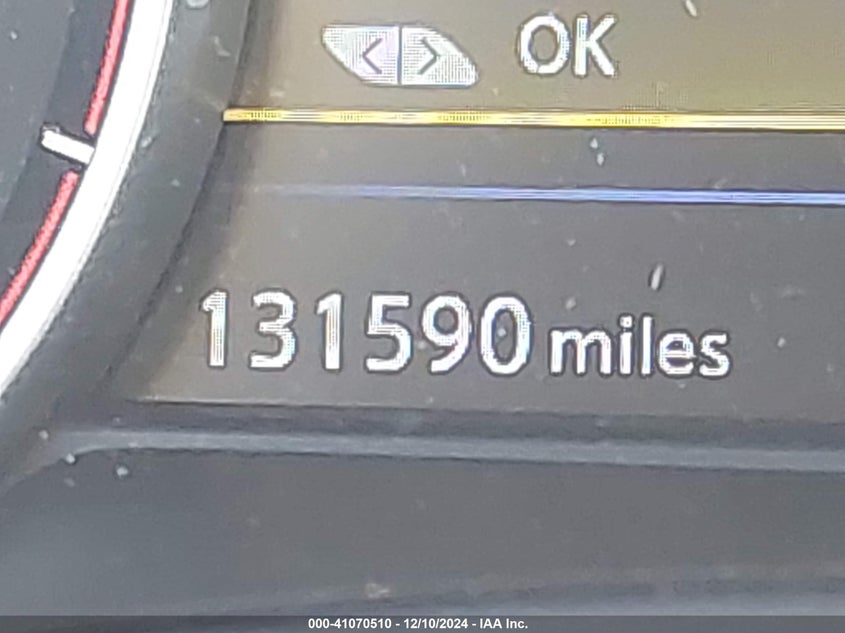 < > OK
131590 miles
000-41070510 - 12/10/2024 - IAA Inc.